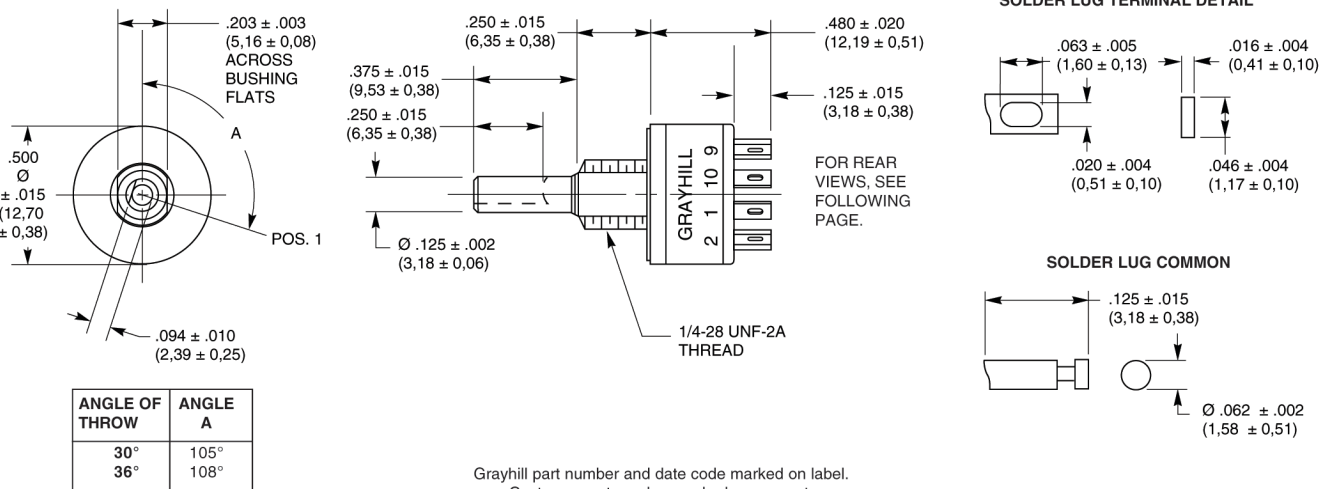 .203 ± .003
(5,16 ± 0,08)
ACROSS
BUSHING
FLATS
A
.500
Ø
± .015
(12,70
± 0,38)
POS. 1
.094 ± .010
(2,39 ± 0,25)
ANGLE OF THROW
ANGLE A
30° 105°
36° 108°
.250 ± .015
(6,35 ± 0,38)
.480 ± .020
(12,19 ± 0,51)
.375 ± .015
(9,53 ± 0,38)
.125 ± .015
(3,18 ± 0,38)
.250 ± .015
(6,35 ± 0,38)
GRAYHILL
2 1 10 9
FOR REAR
VIEWS, SEE
FOLLOWING
PAGE.
Ø .125 ± .002
(3,18 ± 0,06)
1/4-28 UNF-2A
THREAD
Grayhill part number and date code marked on label.
SOLDER LUG TERMINAL DETAIL
.063 ± .005
(1,60 ± 0,13)
.016 ± .004
(0,41 ± 0,10)
.020 ± .004
(0,51 ± 0,10)
.046 ± .004
(1,17 ± 0,10)
SOLDER LUG COMMON
.125 ± .015
(3,18 ± 0,38)
Ø .062 ± .002
(1,58 ± 0,51)